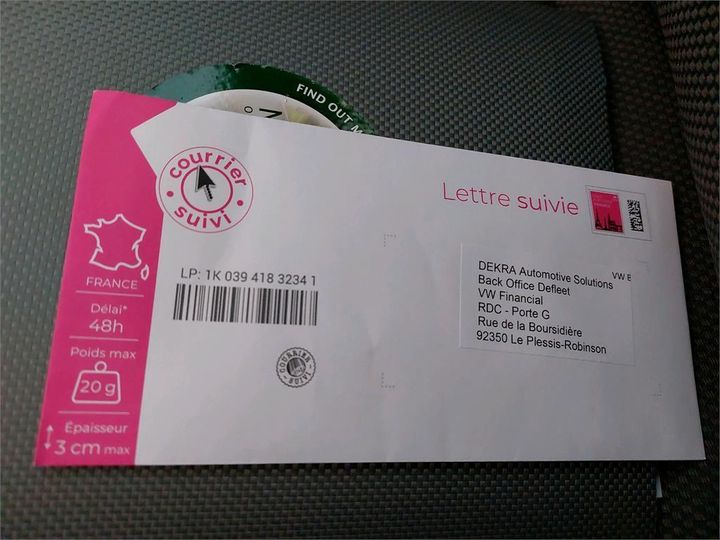 FIND OUT M
N
courrier
suivi
Lettre suivie
FRANCE
Délai*
48h
Poids max
20 g
Épaisseur
3 cm max
LP: 1K 039 418 3234 1
COURRIER
SUIVI
VW E
DEKRA Automotive Solutions
Back Office Defleet
VW Financial
RDC - Porte G
Rue de la Boursidière
92350 Le Plessis-Robinson